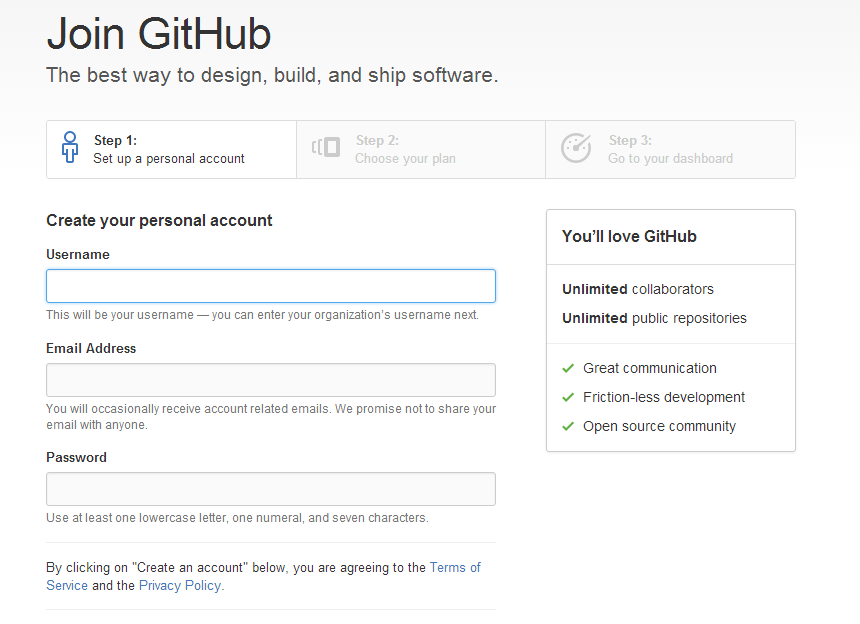 Join GitHub
The best way to design, build, and ship software.
Step 1:
Set up a personal account
Step 2:
Choose your plan
Step 3:
Go to your dashboard
Create your personal account
Username
This will be your username — you can enter your organization's username next.
Email Address
You will occasionally receive account related emails. We promise not to share your
email with anyone.
Password
Use at least one lowercase letter, one numeral, and seven characters.
By clicking on "Create an account" below, you are agreeing to the Terms of
Service and the Privacy Policy.
You'll love GitHub
Unlimited collaborators
Unlimited public repositories
Great communication
Friction-less development
Open source community